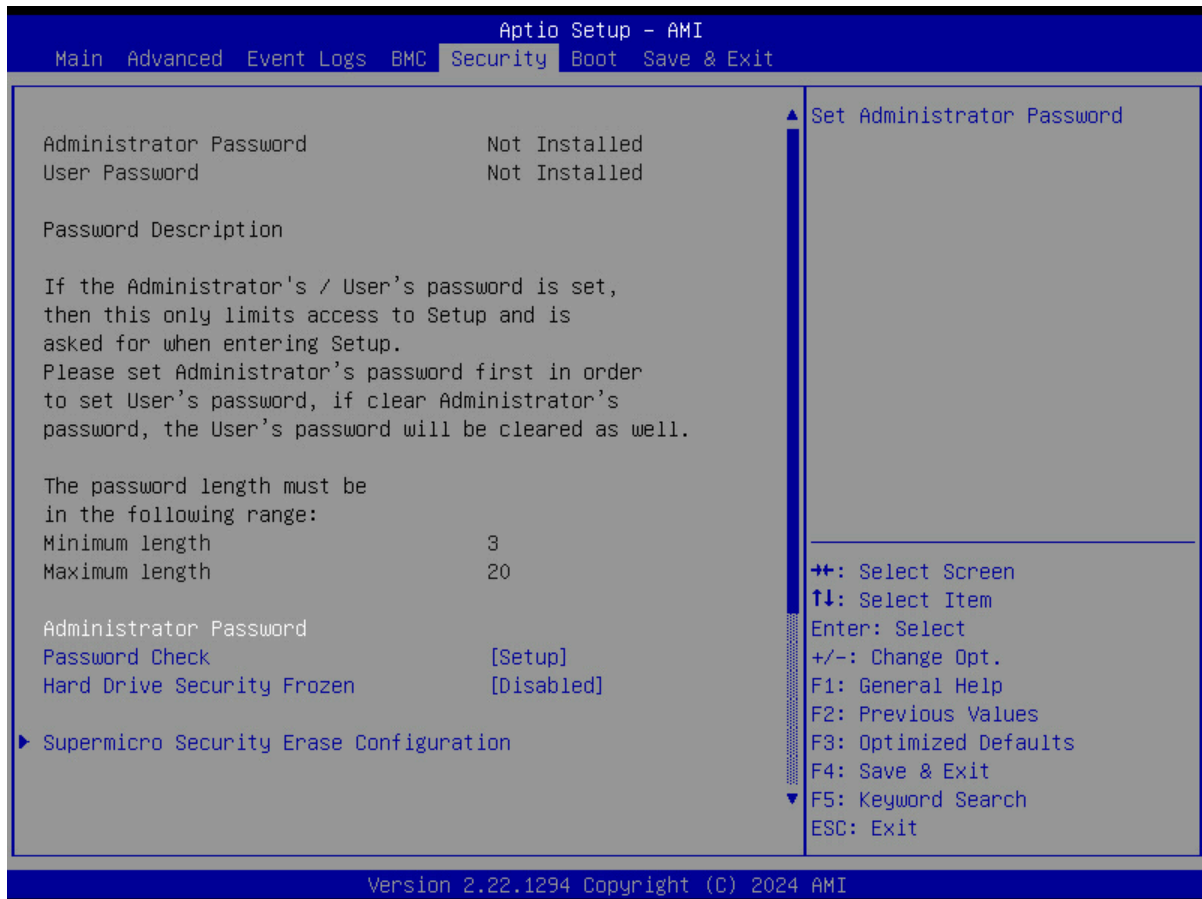 Aptio Setup – AMI
Main Advanced Event Logs BMC Security Boot Save & Exit
Administrator Password Not Installed
User Password Not Installed
Password Description
If the Administrator's / User's password is set,
then this only limits access to Setup and is
asked for when entering Setup.
Please set Administrator's password first in order
to set User's password, if clear Administrator's
password, the User's password will be cleared as well.
The password length must be
in the following range:
Minimum length 3
Maximum length 20
Administrator Password
Password Check [Setup]
Hard Drive Security Frozen [Disabled]
Supermicro Security Erase Configuration
Set Administrator Password
→←: Select Screen
↑↓: Select Item
Enter: Select
+/-: Change Opt.
F1: General Help
F2: Previous Values
F3: Optimized Defaults
F4: Save & Exit
F5: Keyword Search
ESC: Exit
Version 2.22.1294 Copyright (C) 2024 AMI